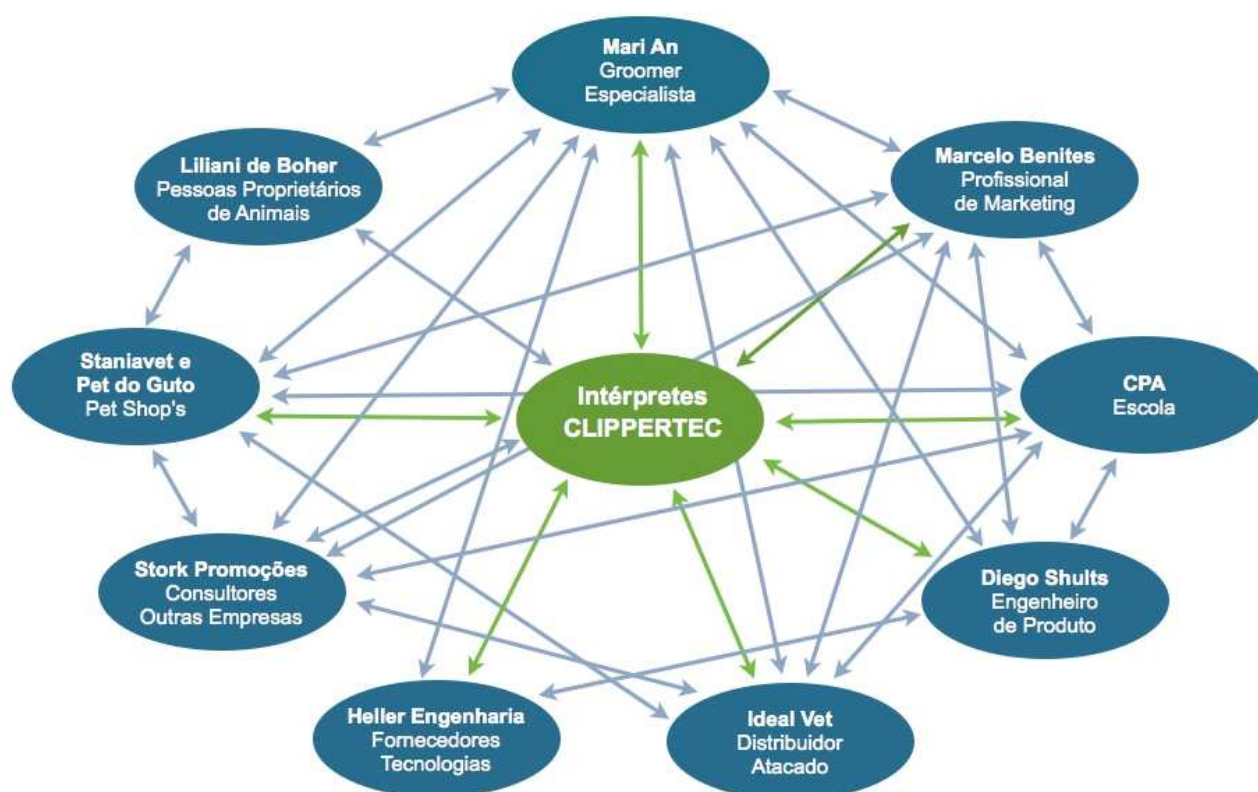 Mari An
Groomer
Especialista
Liliani de Boher
Pessoas Proprietários
de Animais
Marcelo Benites
Profissional
de Marketing
Staniavet e
Pet do Guto
Pet Shop's
Intérpretes
CLIPPERTEC
CPA
Escola
Stork Promoções
Consultores
Outras Empresas
Diego Shults
Engenheiro
de Produto
Heller Engenharia
Fornecedores
Tecnologias
Ideal Vet
Distribuidor
Atacado